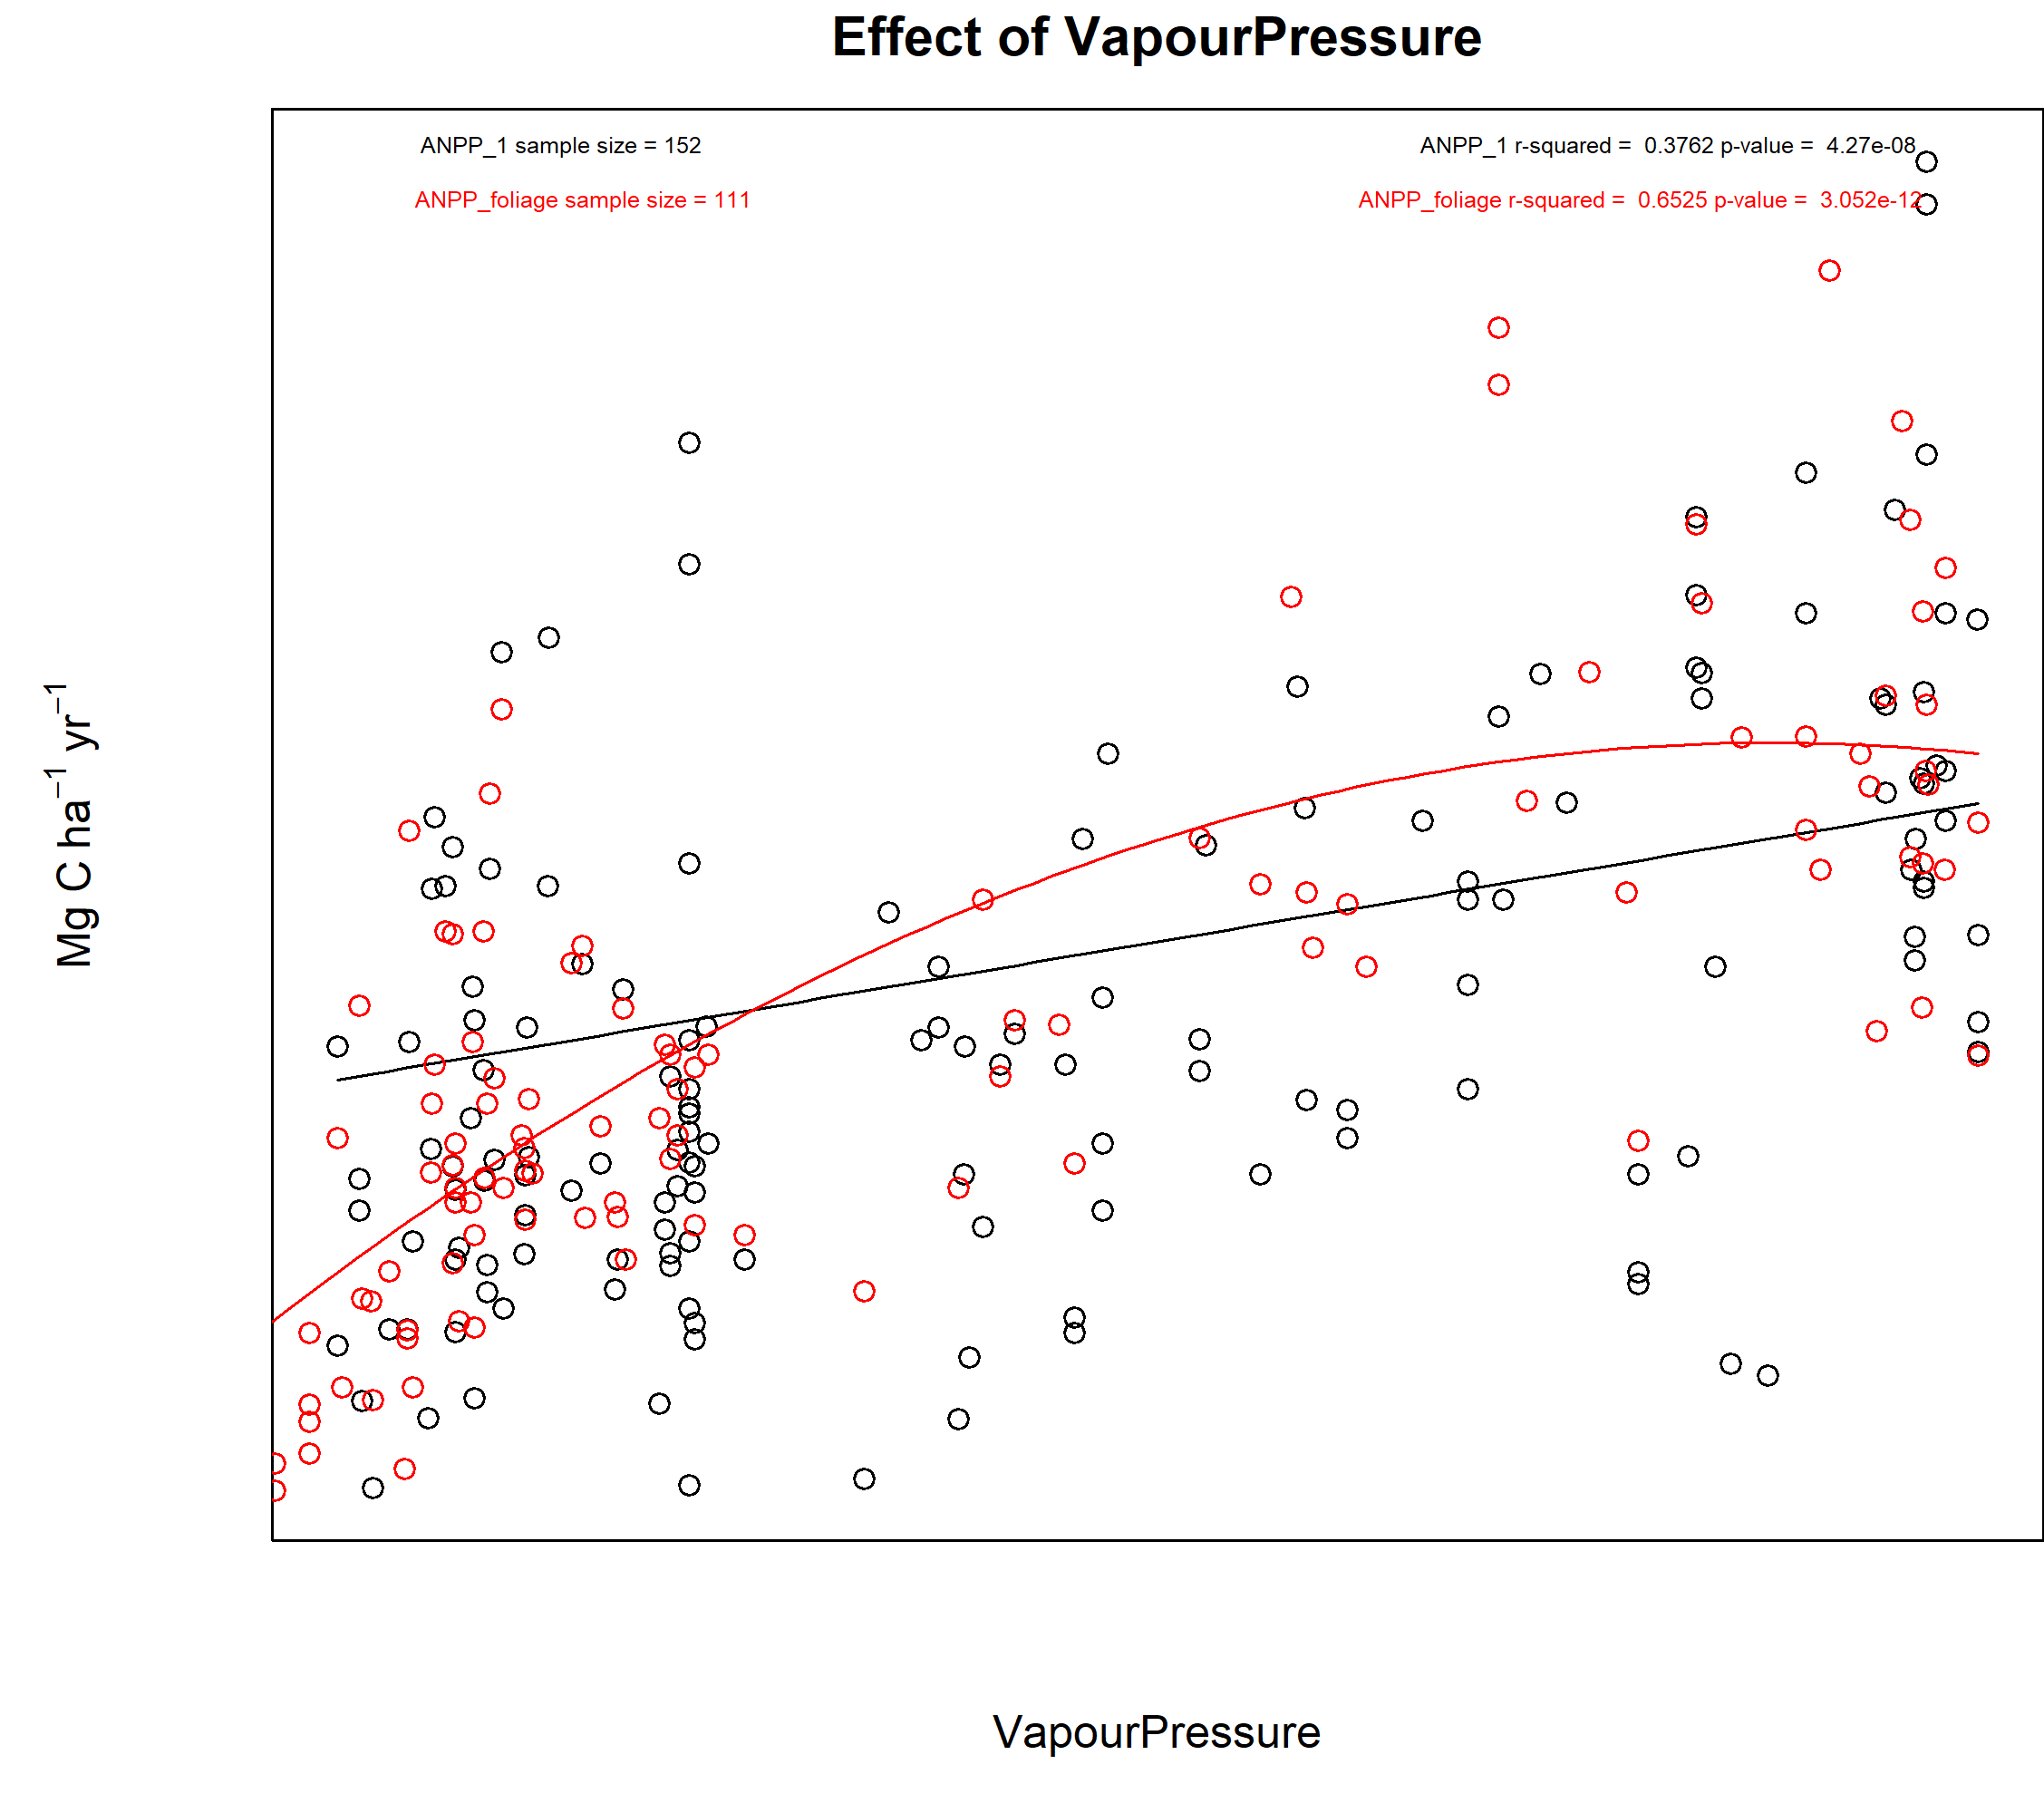 Effect of VapourPressure
ANPP_1 sample size = 152
ANPP_1 r-squared = 0.3762 p-value = 4.27e-08
ANPP_foliage sample size = 111
ANPP_foliage r-squared = 0.6525 p-value = 3.052e-12
Mg C ha⁻¹ yr⁻¹
VapourPressure